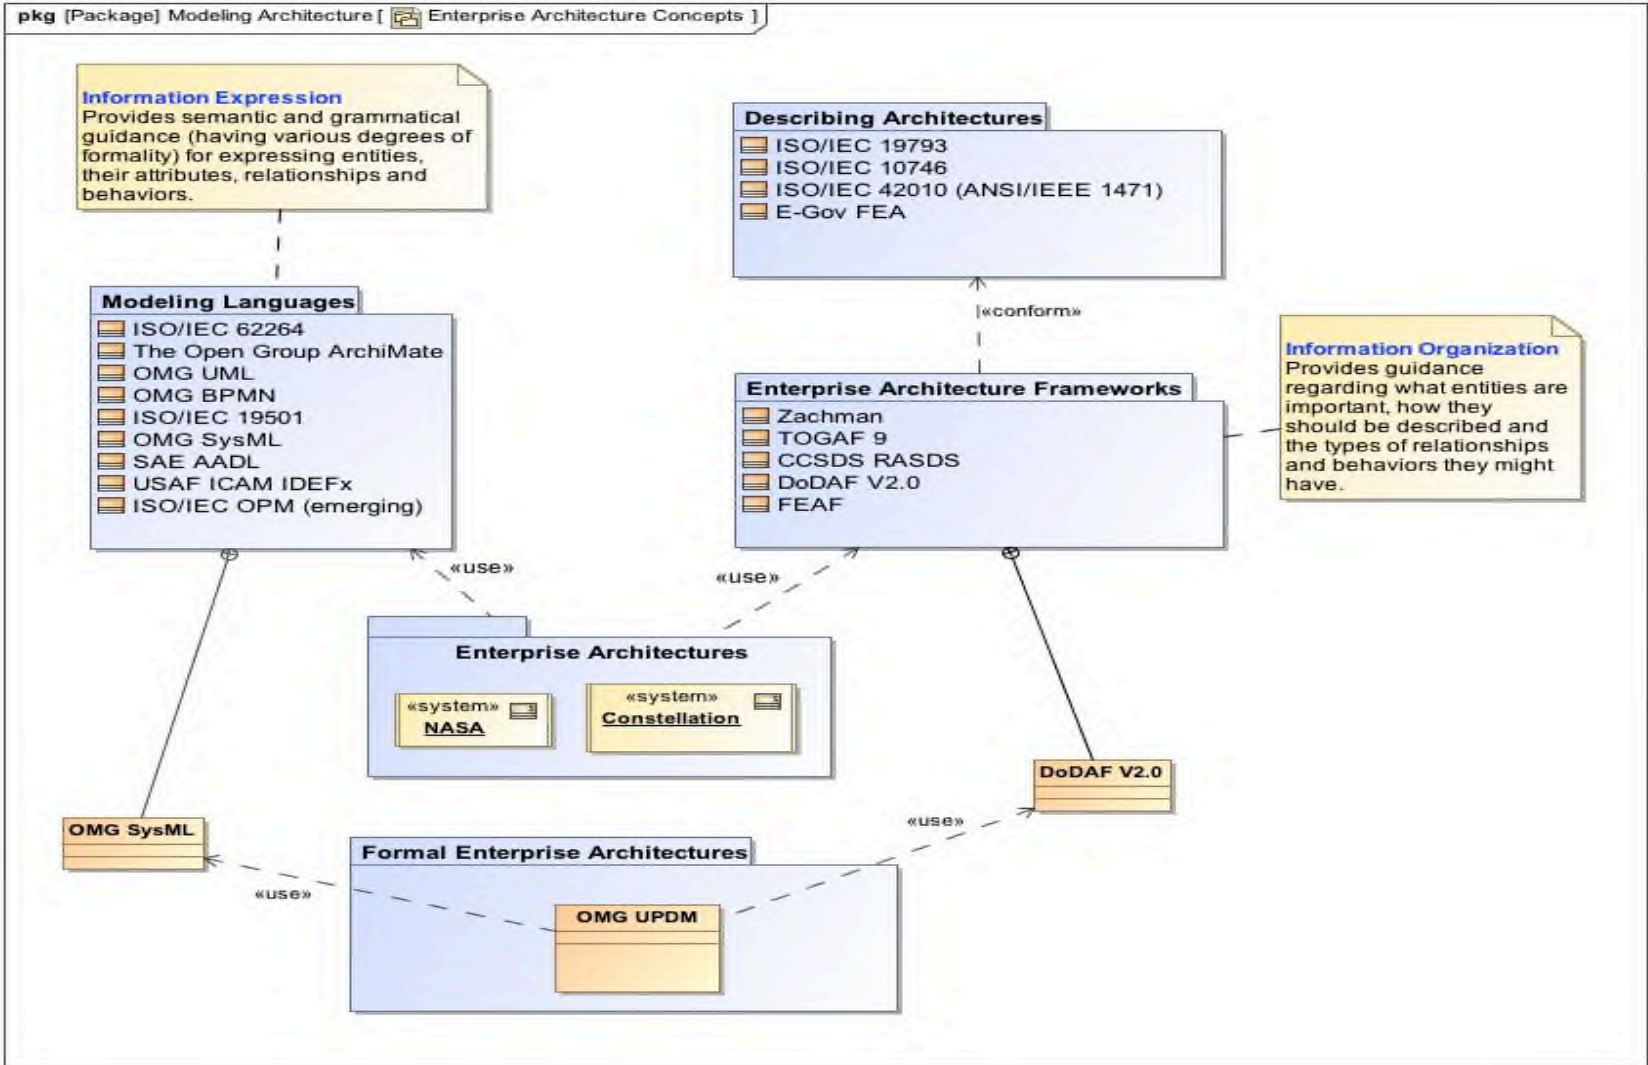 pkg [Package] Modeling Architecture [ Enterprise Architecture Concepts ]
Information Expression
Provides semantic and grammatical
guidance (having various degrees of
formality) for expressing entities,
their attributes, relationships and
behaviors.
Describing Architectures
ISO/IEC 19793
ISO/IEC 10746
ISO/IEC 42010 (ANSI/IEEE 1471)
E-Gov FEA
«conform»
Modeling Languages
ISO/IEC 62264
The Open Group ArchiMate
OMG UML
OMG BPMN
ISO/IEC 19501
OMG SysML
SAE AADL
USAF ICAM IDEFx
ISO/IEC OPM (emerging)
Enterprise Architecture Frameworks
Zachman
TOGAF 9
CCSDS RASDS
DoDAF V2.0
FEAF
Information Organization
Provides guidance
regarding what entities are
important, how they
should be described and
the types of relationships
and behaviors they might
have.
«use»
«use»
Enterprise Architectures
«system»
NASA
«system»
Constellation
DoDAF V2.0
OMG SysML
«use»
«use»
Formal Enterprise Architectures
OMG UPDM